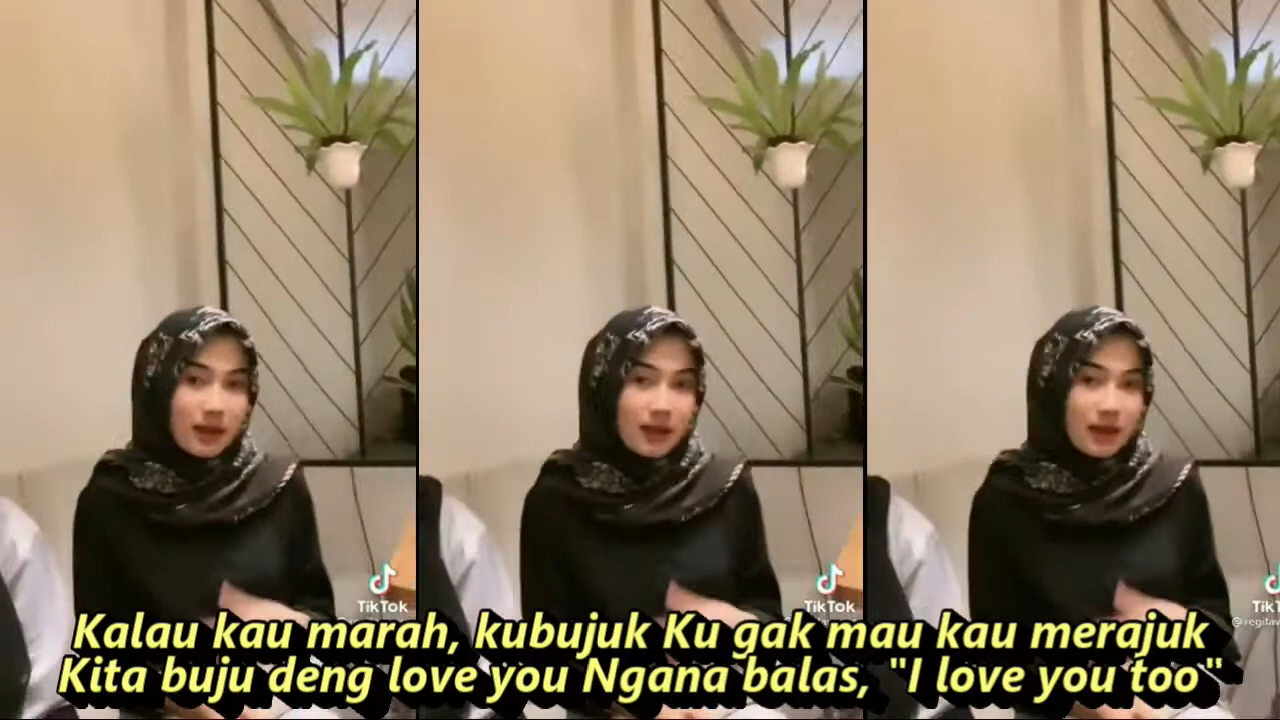 TikTok
TikTok
Kalau kau marah, kubujuk Ku gak mau kau merajuk
Kita buju deng love you Ngana balas, "I love you too"